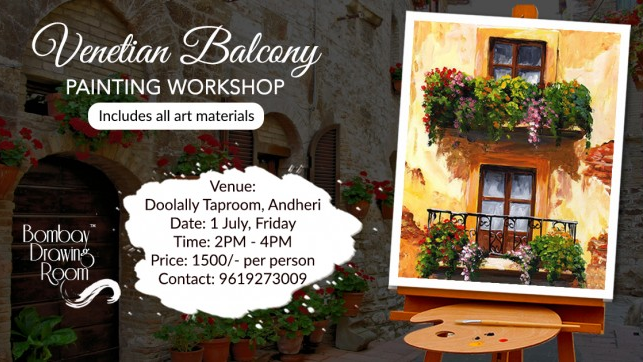 Venetian Balcony
PAINTING WORKSHOP
Includes all art materials
Venue:
Doolally Taproom, Andheri
Date: 1 July, Friday
Time: 2PM - 4PM
Price: 1500/- per person
Contact: 9619273009
Bombay™
Drawing
Room